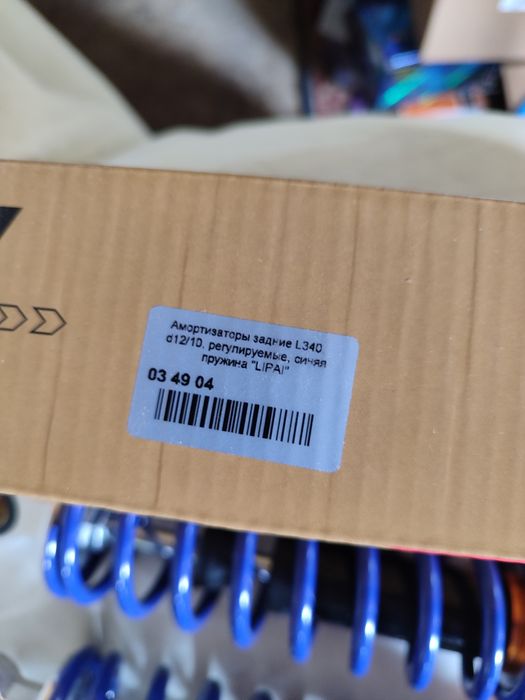 Амортизаторы задние L340
d12/10, регулируемые, синяя
пружина "LIPAI"
03 49 04